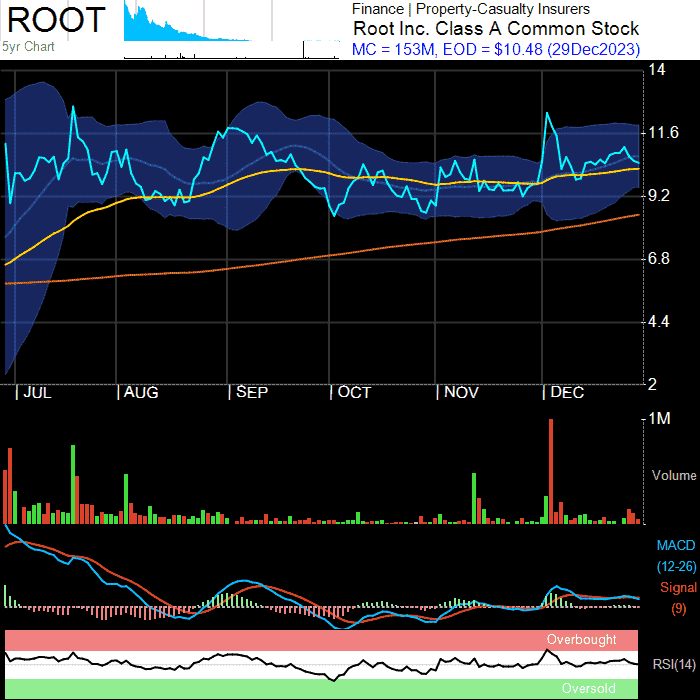 ROOT
5yr Chart
Finance | Property-Casualty Insurers
Root Inc. Class A Common Stock
MC = 153M, EOD = $10.48 (29Dec2023)
14
11.6
9.2
6.8
4.4
2
JUL AUG SEP OCT NOV DEC
1M
Volume
MACD
(12-26)
Signal
(9)
Overbought
RSI(14)
Oversold